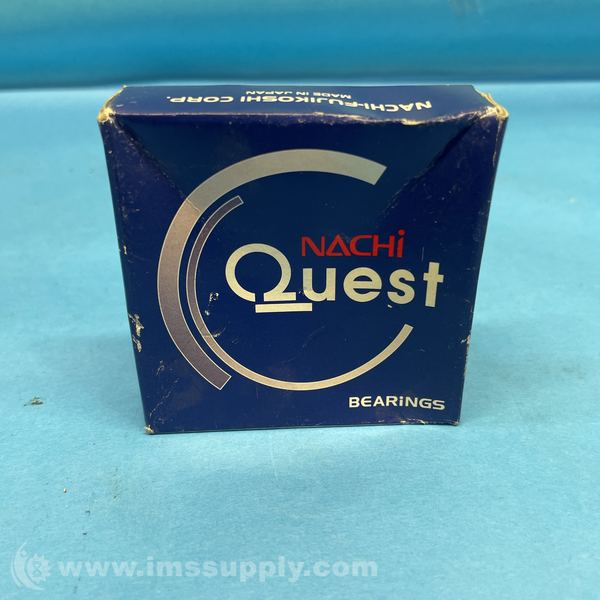 NACHI-FUJIKOSHI CORP.
MADE IN JAPAN
NACHi
Quest
BEARiNGS
www.imssupply.com